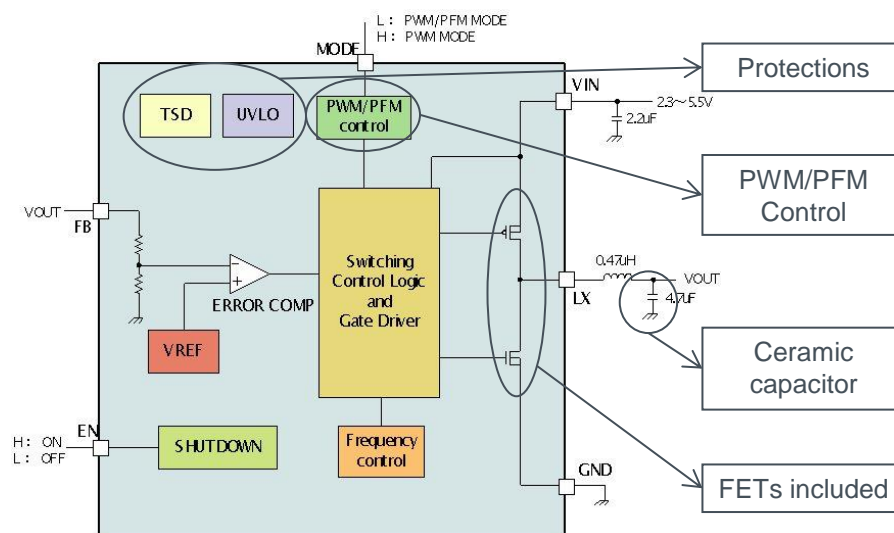 L: PWM/PFM MODE
H: PWM MODE
MODE
Protections
VIN
TSD
UVLO
PWM/PFM
control
2.3～5.5V
2.2uF
PWM/PFM
Control
VOUT
FB
Switching
Control Logic
and
Gate Driver
0.47uH
VOUT
LX
4.7uF
ERROR COMP
VREF
Ceramic
capacitor
EN
H: ON
L: OFF
SHUTDOWN
Frequency
control
GND
FETs included